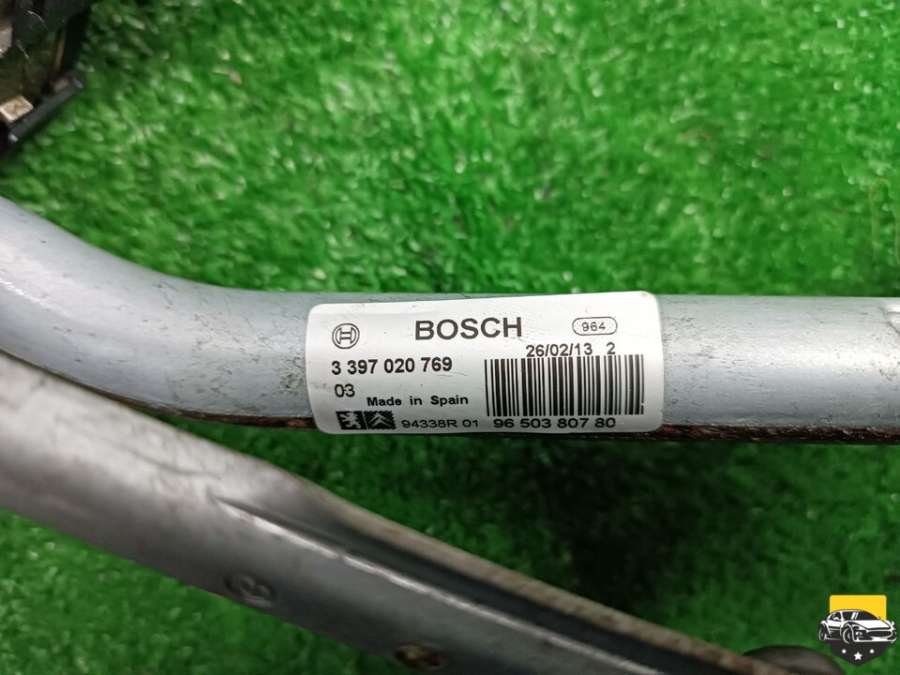 BOSCH 964
26/02/13 2
3 397 020 769
03
Made in Spain
94338R 01 96 503 807 80